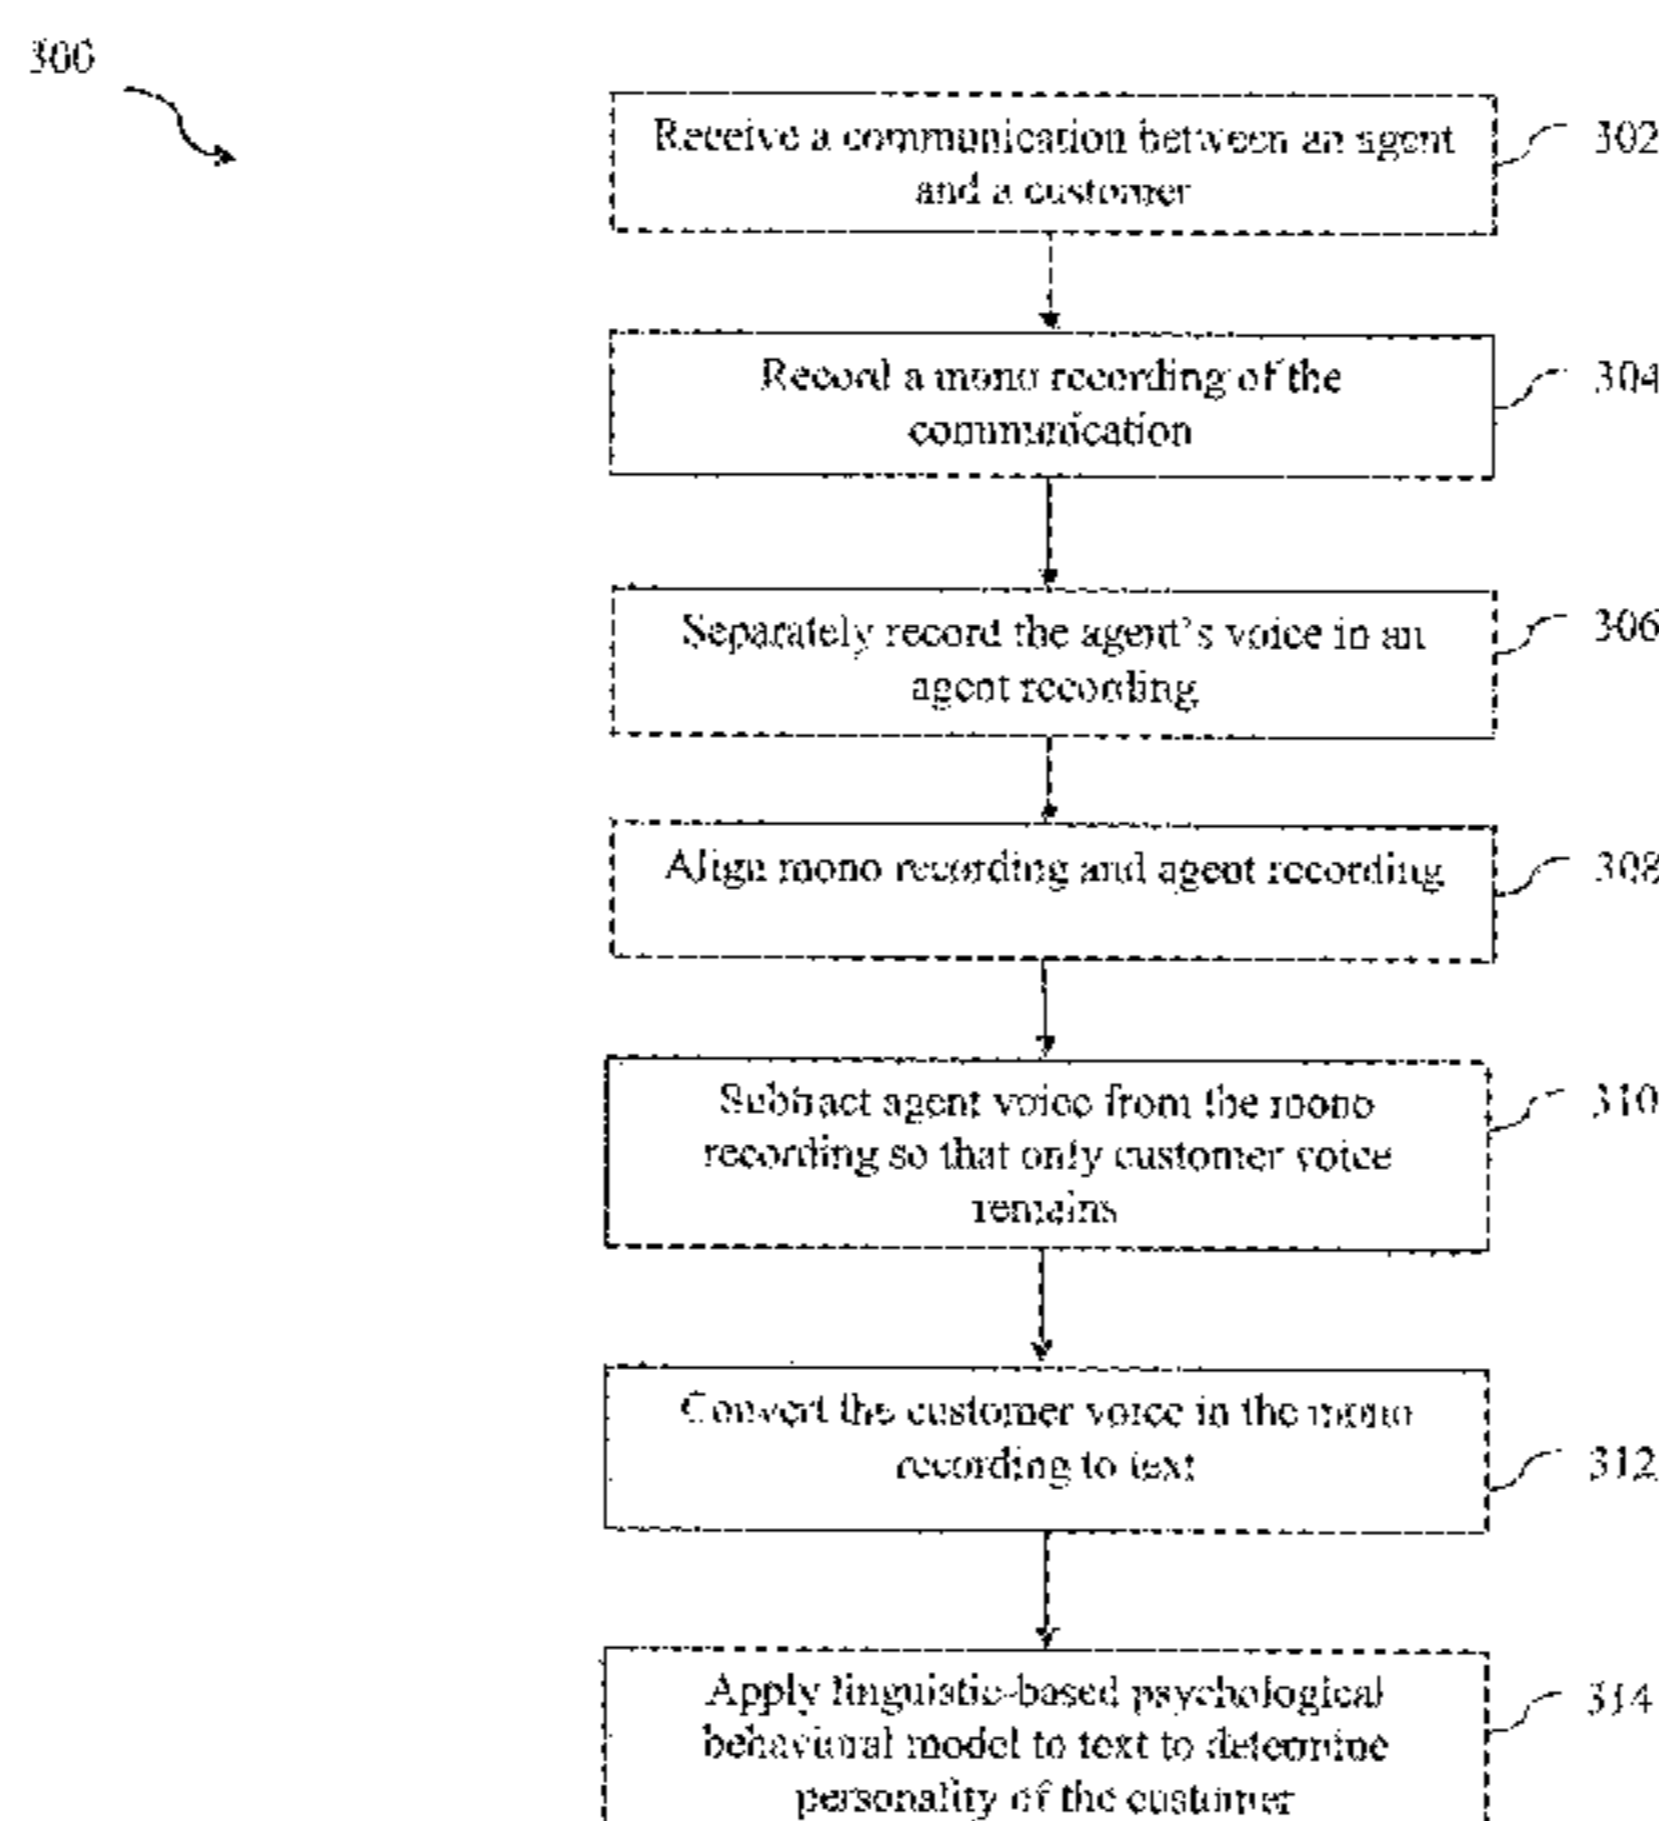 300
Receive a communication between an agent
and a customer
302
Record a mono recording of the
communication
304
Separately record the agent's voice in an
agent recording
306
Align mono recording and agent recording
308
Subtract agent voice from the mono
recording so that only customer voice
remains
310
Convert the customer voice in the mono
recording to text
312
Apply linguistic-based psychological
behavioral model to text to determine
personality of the customer
314